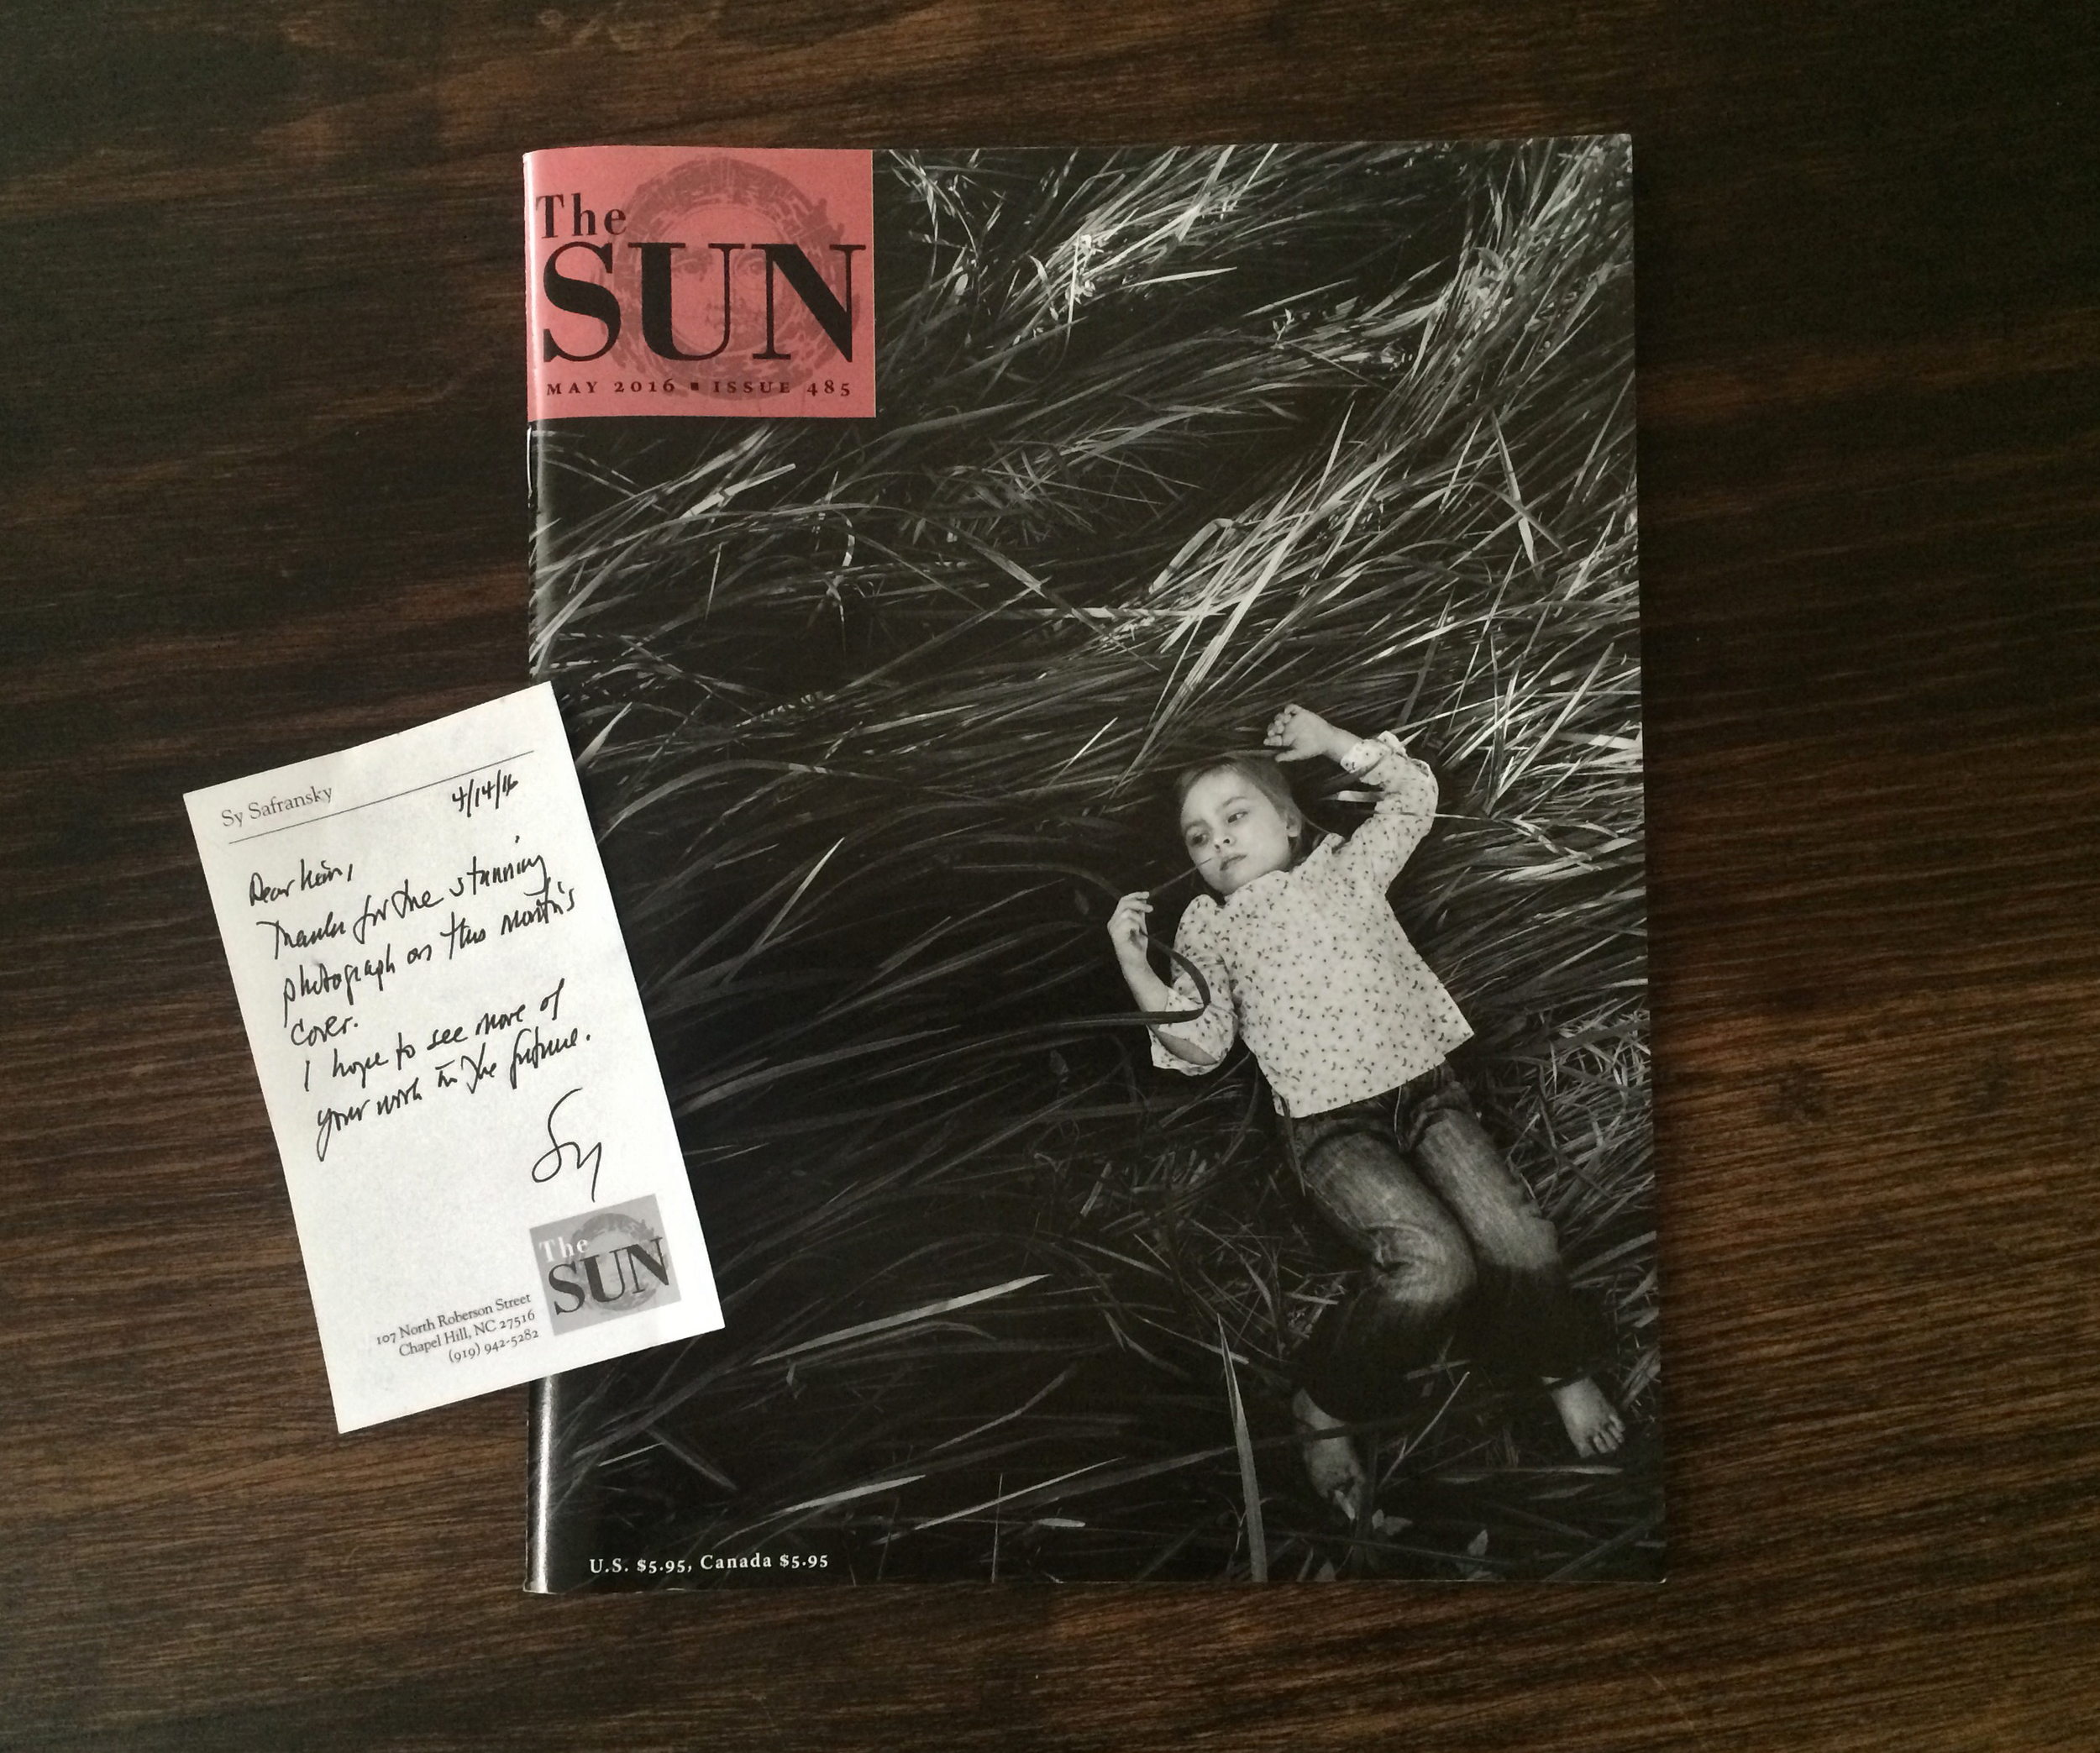 The
SUN
MAY 2016 ▪ ISSUE 485
Sy Safransky
4/14/16
Dear
Thanks for the stunning
photograph on this month's
cover.
I hope to see more of
your work in the future.
Sy
The
SUN
107 North Roberson Street
Chapel Hill, NC 27516
(919) 942-5282
U.S. $5.95, Canada $5.95